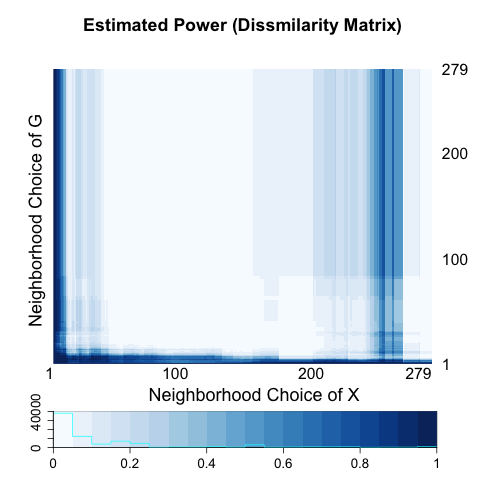 Estimated Power (Dissmilarity Matrix)
Neighborhood Choice of G
279
200
100
1
1 100 200 279
Neighborhood Choice of X
0 40000
0 0.2 0.4 0.6 0.8 1